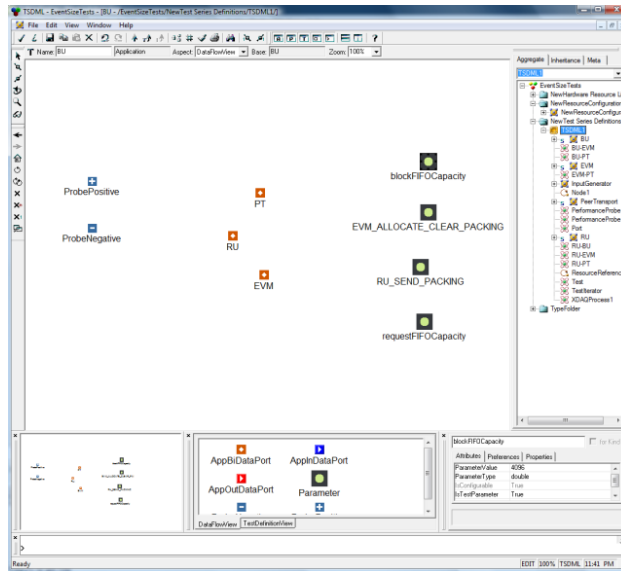 TSDML - EventSizeTests - [BU - /EventSizeTests/NewTest Series Definitions/TSDML1/]
File Edit View Window Help
Name: BU Application Aspect: DataFlowView Base: BU Zoom: 100%
Aggregate Inheritance Meta
TSDML1
EventSizeTests
NewHardware Resource L
NewResourceConfiguration
NewResourceConfigur
NewTest Series Definitions
TSDML1
BU
BU-EVM
BU-PT
EVM
EVM-PT
InputGenerator
Node1
PeerTransport
PerformanceProbe
PerformanceProbe
Port
RU
RU-BU
RU-EVM
RU-PT
ResourceReferenc
Test
TestIterator
XDAQProcess1
TypeFolder
ProbePositive
ProbeNegative
PT
RU
EVM
blockFIFOCapacity
EVM_ALLOCATE_CLEAR_PACKING
RU_SEND_PACKING
requestFIFOCapacity
AppBiDataPort AppInDataPort
AppOutDataPort Parameter
DataFlowView TestDefinitionView
blockFIFOCapacity
Attributes Preferences Properties
ParameterValue 4096
ParameterType double
IsConfigurable True
IsTestParameter True
Ready
EDIT 100% TSDML 11:41 PM